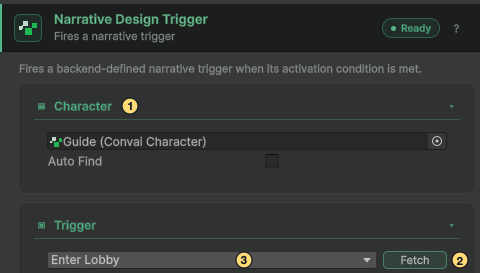 Narrative Design Trigger
Fires a narrative trigger
Ready
?
Fires a backend-defined narrative trigger when its activation condition is met.
Character 1
Guide (Convai Character)
Auto Find
Trigger
Enter Lobby 3 Fetch 2